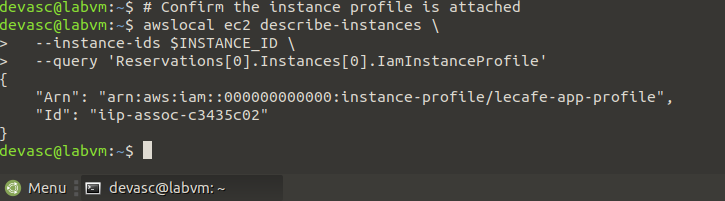 devasc@labvm:~$ # Confirm the instance profile is attached
devasc@labvm:~$ awslocal ec2 describe-instances \
>   --instance-ids $INSTANCE_ID \
>   --query 'Reservations[0].Instances[0].IamInstanceProfile'
{
    "Arn": "arn:aws:iam::000000000000:instance-profile/lecafe-app-profile",
    "Id": "iip-assoc-c3435c02"
}
devasc@labvm:~$
Menu devasc@labvm: ~